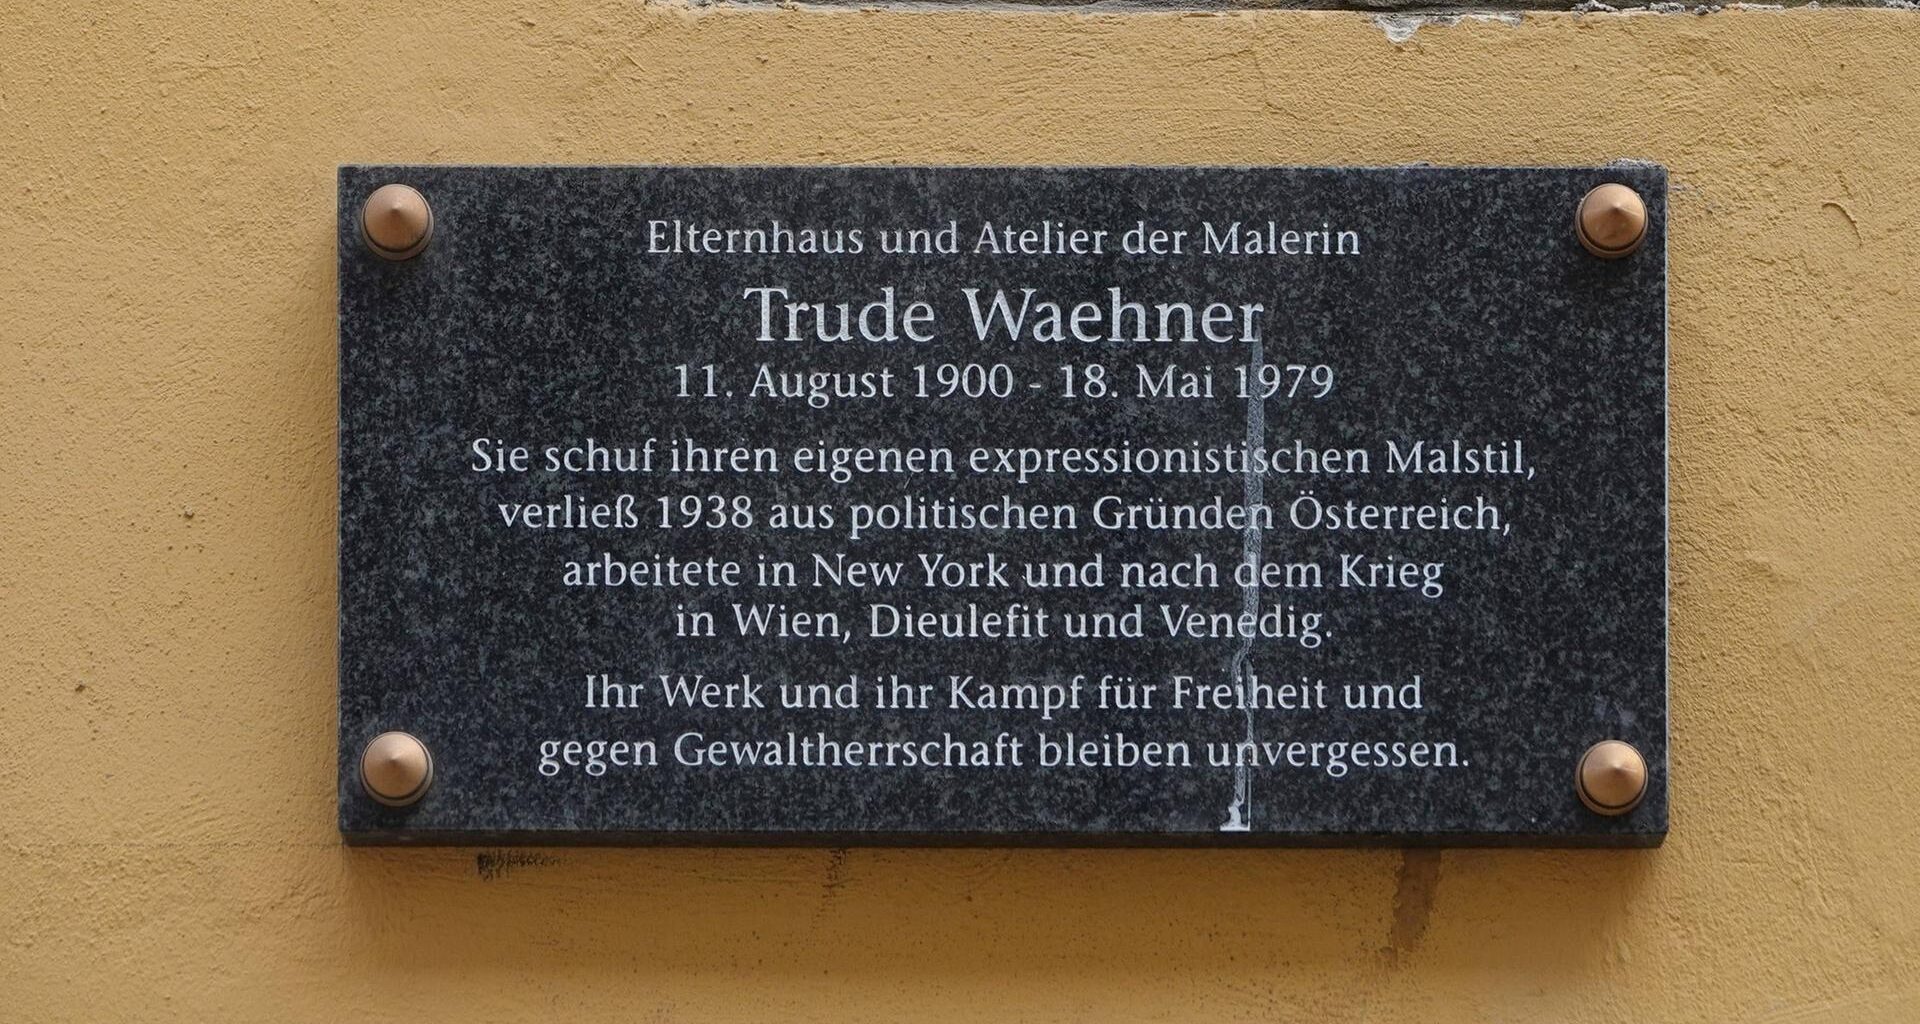 Elternhaus und Atelier der Malerin
Trude Waehner
11. August 1900 - 18. Mai 1979
Sie schuf ihren eigenen expressionistischen Malstil,
verließ 1938 aus politischen Gründen Österreich,
arbeitete in New York und nach dem Krieg
in Wien, Dieulefit und Venedig.
Ihr Werk und ihr Kampf für Freiheit und
gegen Gewaltherrschaft bleiben unvergessen.